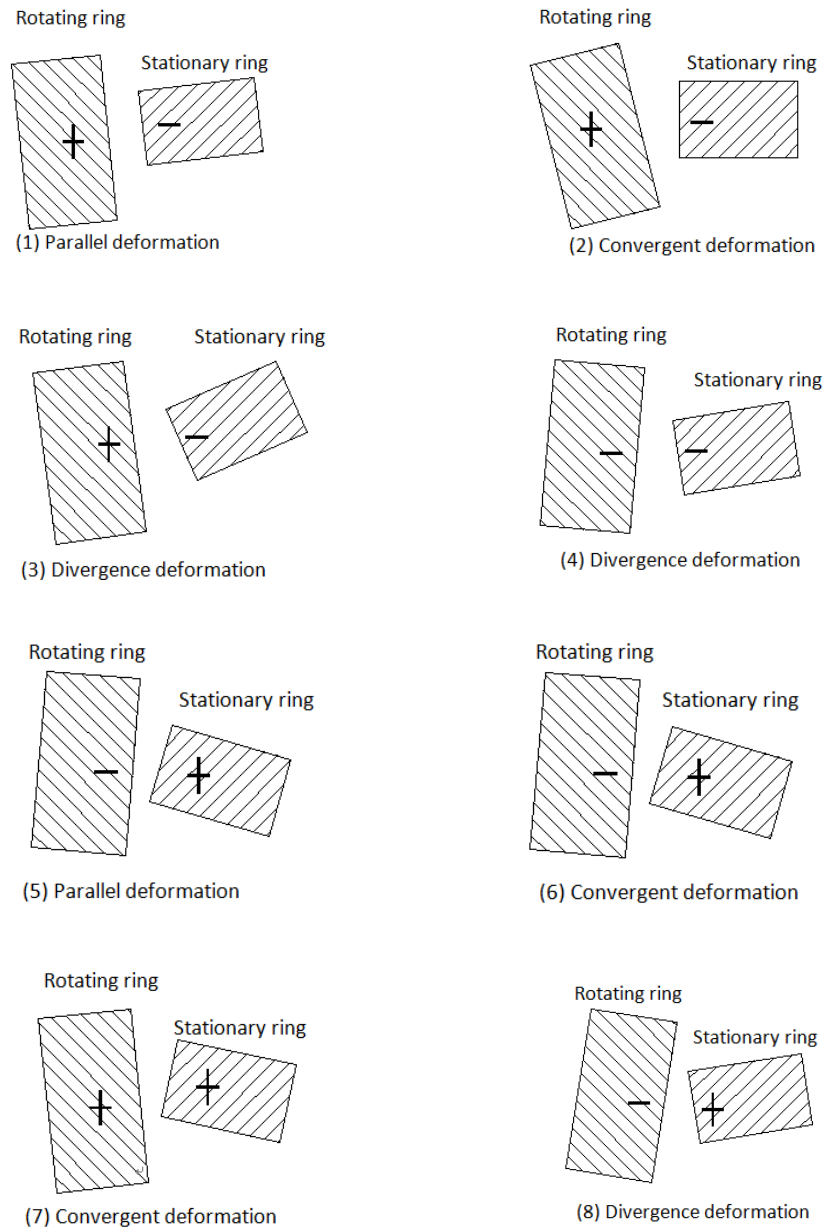 Rotating ring
Stationary ring
+
−
(1) Parallel deformation
Rotating ring
Stationary ring
+
−
(2) Convergent deformation
Rotating ring
Stationary ring
+
−
(3) Divergence deformation
Rotating ring
Stationary ring
−
−
(4) Divergence deformation
Rotating ring
Stationary ring
−
+
(5) Parallel deformation
Rotating ring
Stationary ring
−
+
(6) Convergent deformation
Rotating ring
Stationary ring
+
+
(7) Convergent deformation
Rotating ring
Stationary ring
−
+
(8) Divergence deformation